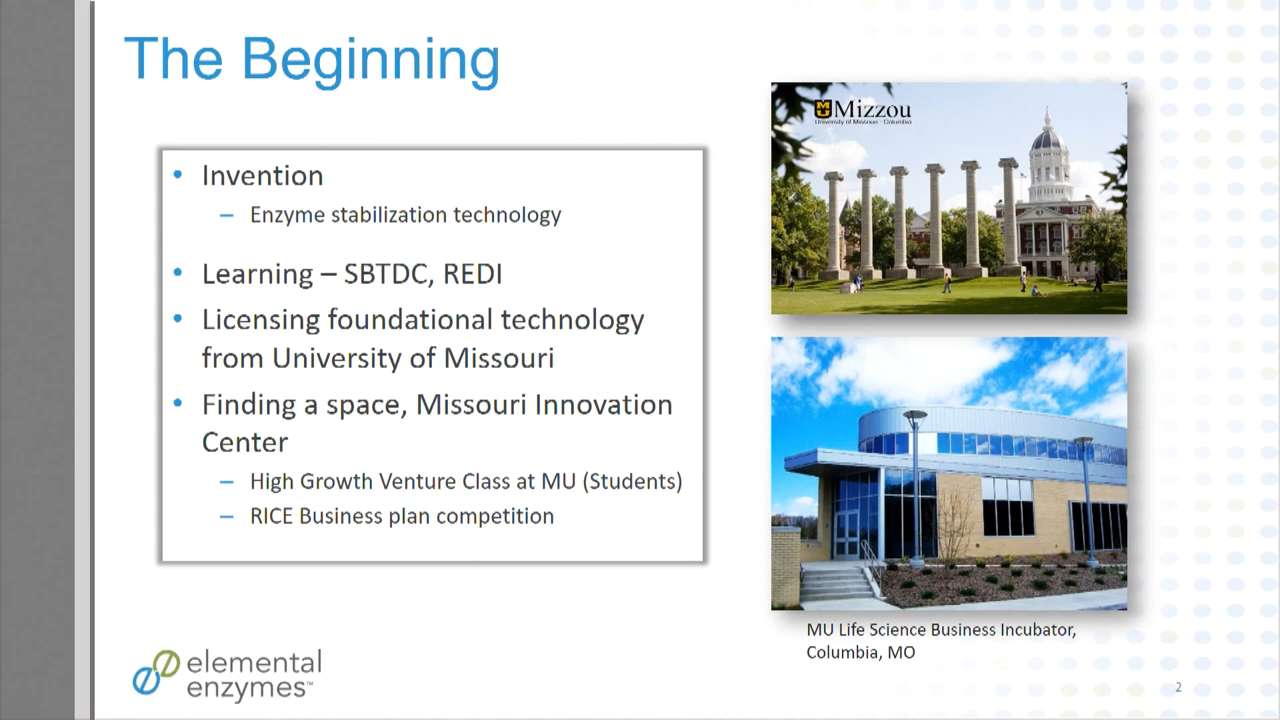 The Beginning
• Invention
– Enzyme stabilization technology
• Learning – SBTDC, REDI
• Licensing foundational technology
from University of Missouri
• Finding a space, Missouri Innovation
Center
– High Growth Venture Class at MU (Students)
– RICE Business plan competition
MU Mizzou
University of Missouri - Columbia
MU Life Science Business Incubator,
Columbia, MO
elemental
enzymes™
2